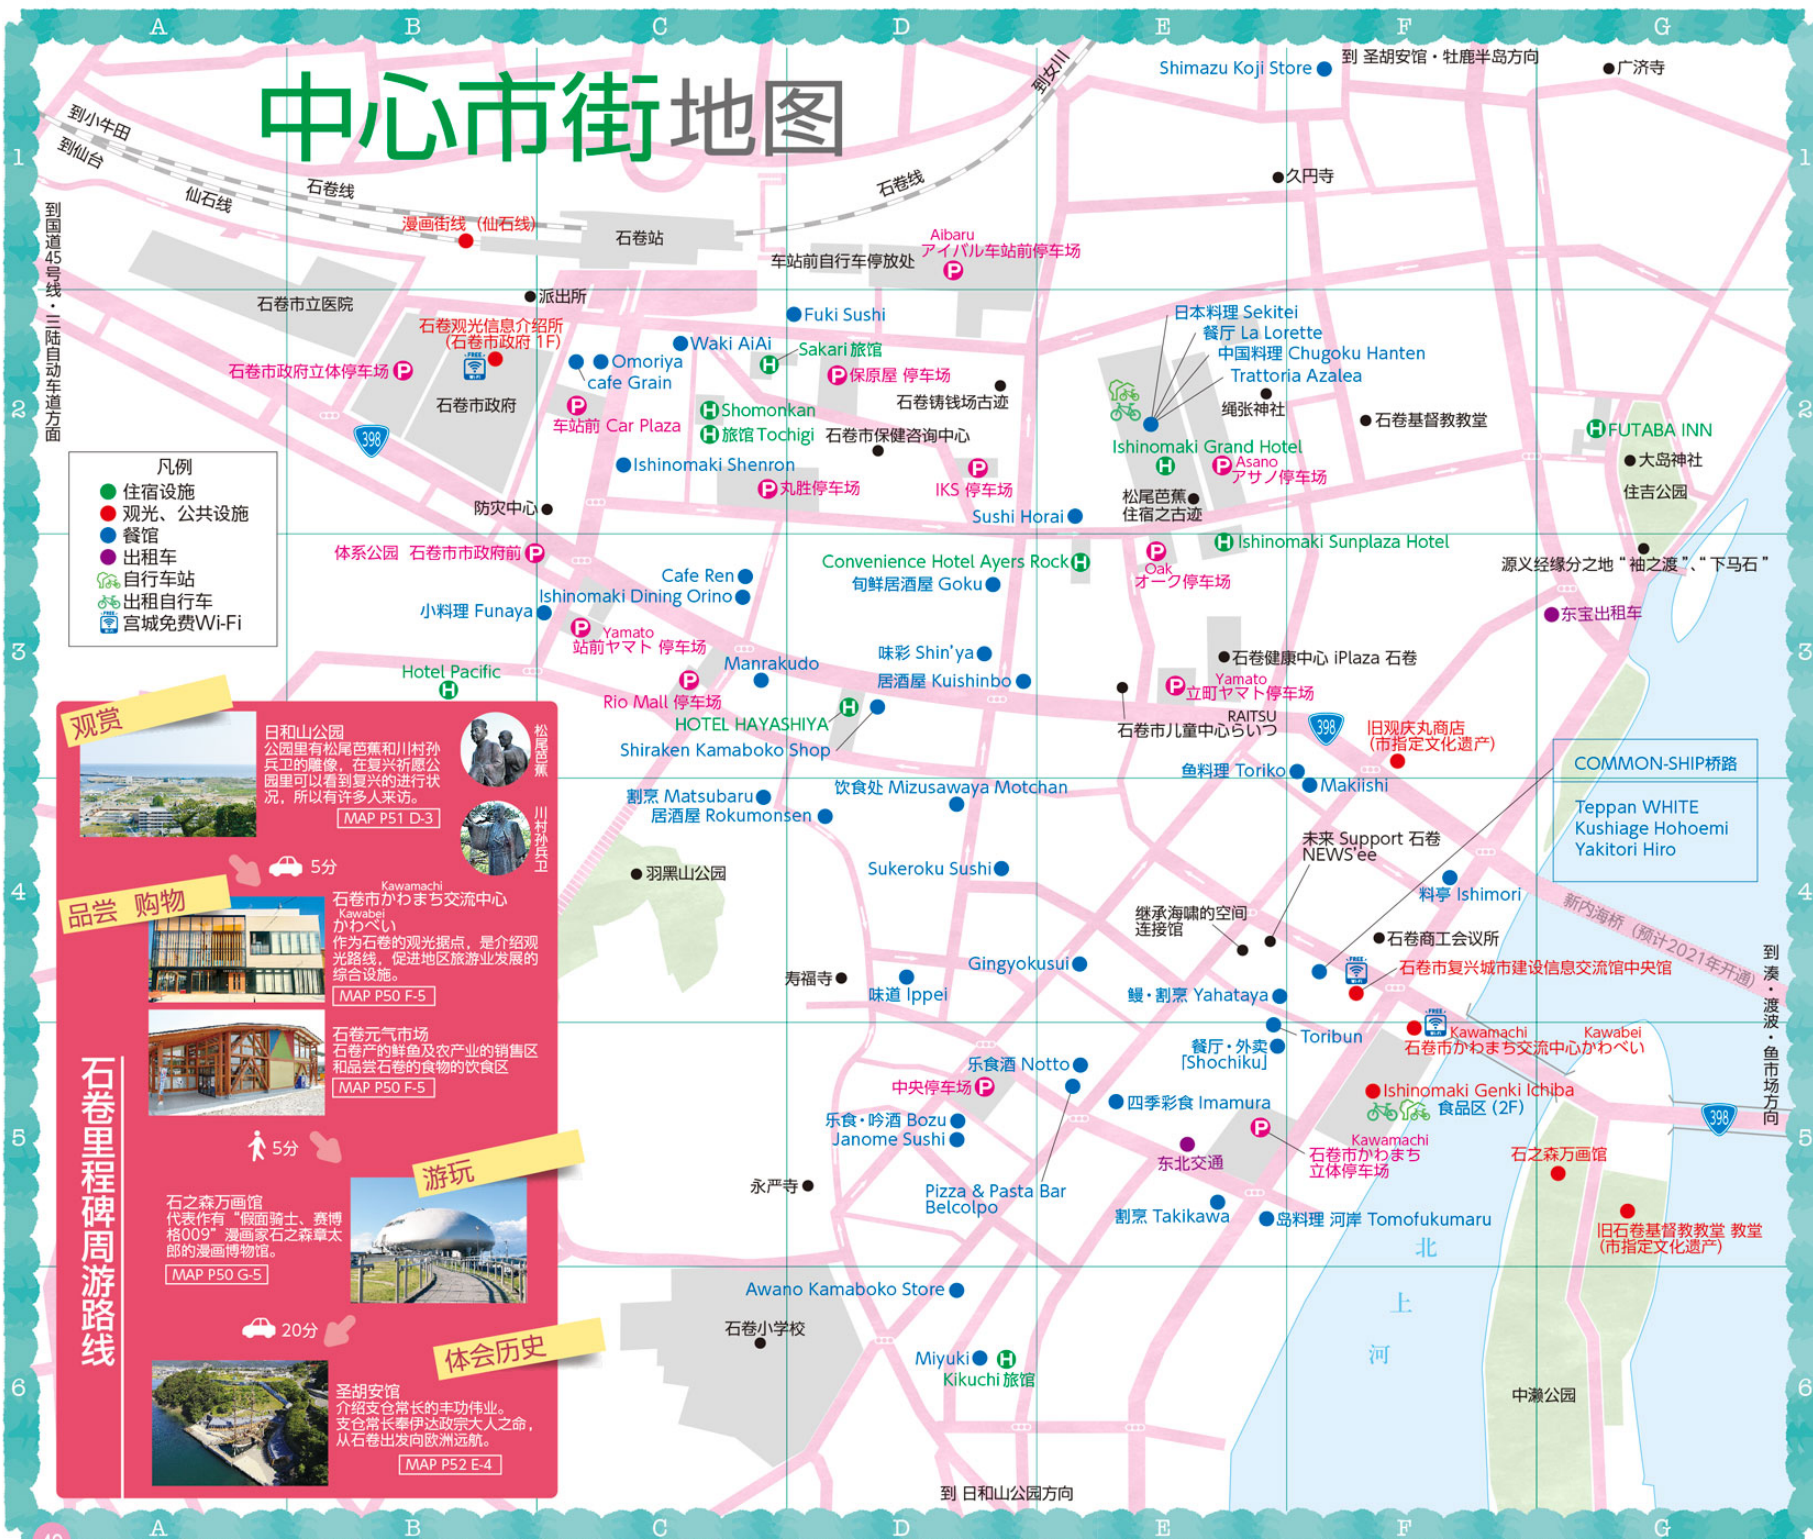 A B C D E F G
中心市街地图
到小牛田
到仙台
仙石线
石卷线
石卷线
到女川
Shimazu Koji Store
到 圣胡安馆・牡鹿半岛方向
广济寺
1
1
久円寺
到国道45号线・三陆自动车道方面
漫画街线 (仙石线)
石卷站
车站前自行车停放处
Aibaru
アイバル车站前停车场
石卷市立医院
派出所
石卷观光信息介绍所
(石卷市政府 1F)
FREE
Wi-Fi
石卷市政府立体停车场
石卷市政府
398
Fuki Sushi
Waki AiAi
Omoriya
cafe Grain
Sakari 旅馆
保原屋 停车场
车站前 Car Plaza
Shomonkan
旅馆 Tochigi
石卷市保健咨询中心
石卷铸钱场古迹
Ishinomaki Shenron
丸胜停车场
IKS 停车场
Sushi Horai
日本料理 Sekitei
餐厅 La Lorette
中国料理 Chugoku Hanten
Trattoria Azalea
绳张神社
石卷基督教教堂
Ishinomaki Grand Hotel
Asano
アサノ停车场
松尾芭蕉
住宿之古迹
FUTABA INN
大岛神社
住吉公园
2
2
凡例
住宿设施
观光、公共设施
餐馆
出租车
自行车站
出租自行车
宫城免费Wi-Fi
防灾中心
体系公园 石卷市市政府前
Cafe Ren
Ishinomaki Dining Orino
小料理 Funaya
Yamato
站前ヤマト 停车场
Manrakudo
Rio Mall 停车场
HOTEL HAYASHIYA
Shiraken Kamaboko Shop
Hotel Pacific
Convenience Hotel Ayers Rock
旬鲜居酒屋 Goku
味彩 Shin'ya
居酒屋 Kuishinbo
Oak
オーク停车场
Ishinomaki Sunplaza Hotel
源义经缘分之地“袖之渡”、“下马石”
东宝出租车
石卷健康中心 iPlaza 石卷
Yamato
立町ヤマト停车场
RAITSU
石卷市儿童中心らいつ
398
旧观庆丸商店
(市指定文化遗产)
3
3
鱼料理 Toriko
Makiishi
COMMON-SHIP桥路
Teppan WHITE
Kushiage Hohoemi
Yakitori Hiro
割烹 Matsubaru
居酒屋 Rokumonsen
饮食处 Mizusawaya Motchan
Sukeroku Sushi
羽黑山公园
未来 Support 石卷
NEWS'ee
料亭 Ishimori
继承海啸的空间
连接馆
石卷商工会议所
新内海桥 (预计2021年开通)
到 湊・渡波・鱼市场方向
石卷市复兴城市建设信息交流馆中央馆
寿福寺
味道 Ippei
Gingyokusui
鳗・割烹 Yahataya
4
4
Toribun
餐厅・外卖
「Shochiku」
Kawamachi Kawabei
石卷市かわまち交流中心かわべい
乐食酒 Notto
中央停车场
四季彩食 Imamura
Ishinomaki Genki Ichiba
食品区 (2F)
398
乐食・吟酒 Bozu
Janome Sushi
东北交通
Kawamachi
石卷市かわまち
立体停车场
石之森万画馆
永严寺
Pizza & Pasta Bar
Belcolpo
割烹 Takikawa
岛料理 河岸 Tomofukumaru
旧石卷基督教教堂 教堂
(市指定文化遗产)
5
5
北上河
Awano Kamaboko Store
石卷小学校
Miyuki
Kikuchi 旅馆
中濑公园
6
6
到 日和山公园方向
石卷里程碑周游路线
观赏
日和山公园
公园里有松尾芭蕉和川村孙
兵卫的雕像，在复兴祈愿公
园里可以看到复兴的进行状
况，所以有许多人来访。
MAP P51 D-3
松尾芭蕉
川村孙兵卫
5分
品尝 购物
Kawamachi
石卷市かわまち交流中心
Kawabei
かわべい
作为石卷的观光据点，是介绍观
光路线，促进地区旅游业发展的
综合设施。
MAP P50 F-5
石卷元气市场
石卷产的鲜鱼及农产业的销售区
和品尝石卷的食物的饮食区
MAP P50 F-5
5分
游玩
石之森万画馆
代表作有“假面骑士、赛博
格009”漫画家石之森章太
郎的漫画博物馆。
MAP P50 G-5
20分
体会历史
圣胡安馆
介绍支仓常长的丰功伟业。
支仓常长奉伊达政宗大人之命，
从石卷出发向欧洲远航。
MAP P52 E-4
A B C D E F G